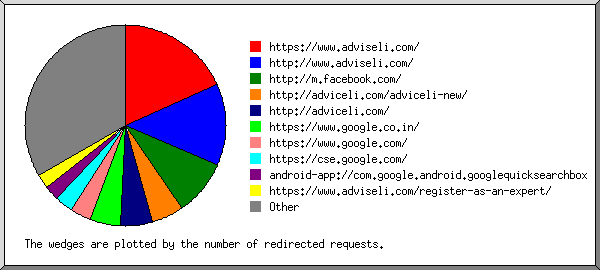 https://www.adviseli.com/
http://www.adviseli.com/
http://m.facebook.com/
http://adviceli.com/adviceli-new/
http://adviceli.com/
https://www.google.co.in/
https://www.google.com/
https://cse.google.com/
android-app://com.google.android.googlequicksearchbox
https://www.adviseli.com/register-as-an-expert/
Other
The wedges are plotted by the number of redirected requests.